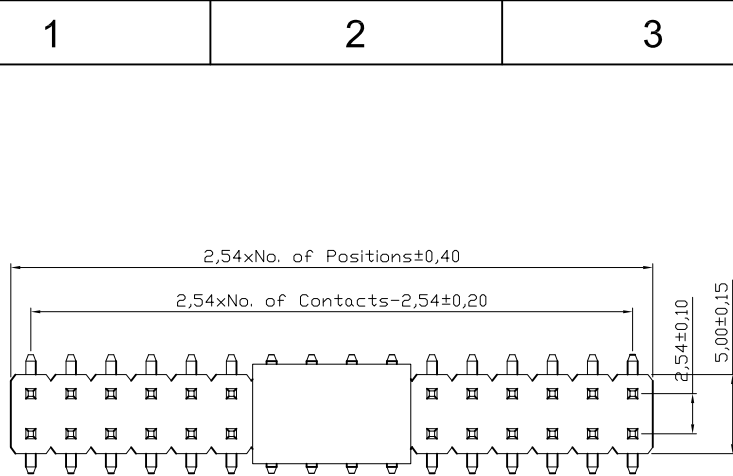 1 2 3
2,54xNo. of Positions±0,40
2,54xNo. of Contacts-2,54±0,20
2,54±0,10
5,00±0,15